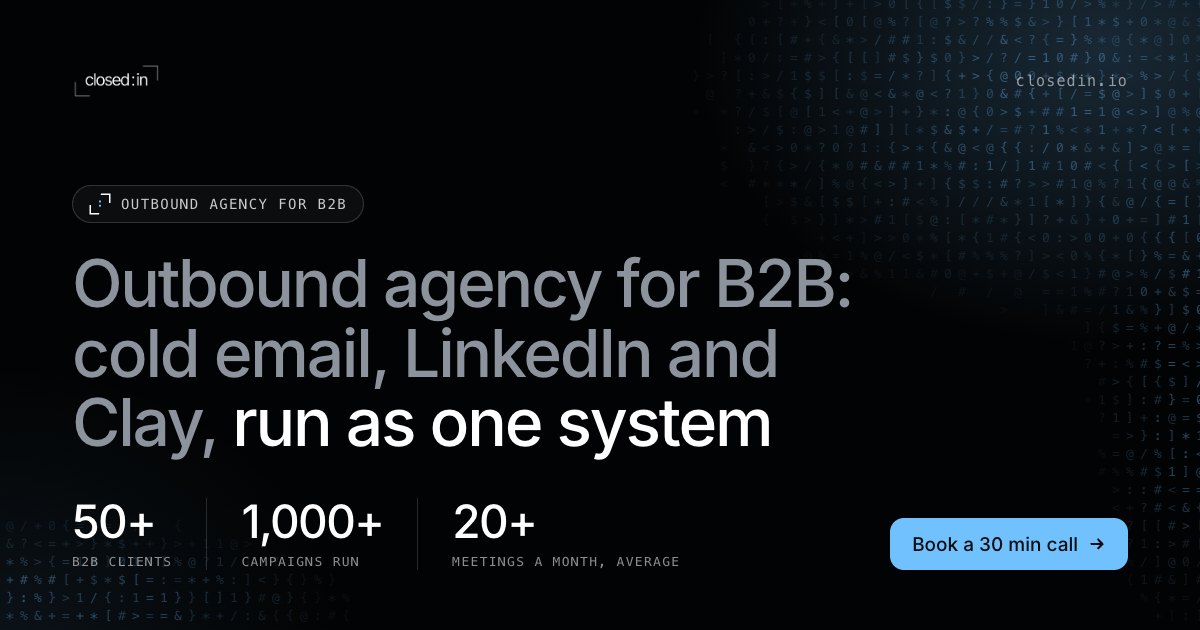 closed:in
closedin.io
OUTBOUND AGENCY FOR B2B
Outbound agency for B2B:
cold email, LinkedIn and
Clay, run as one system
50+
B2B CLIENTS
1,000+
CAMPAIGNS RUN
20+
MEETINGS A MONTH, AVERAGE
Book a 30 min call →